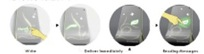 Write
Deliver Immediately
Reading Messages